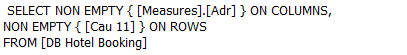 SELECT NON EMPTY { [Measures].[Adr] } ON COLUMNS,
NON EMPTY { [Cau 11] } ON ROWS
FROM [DB Hotel Booking]